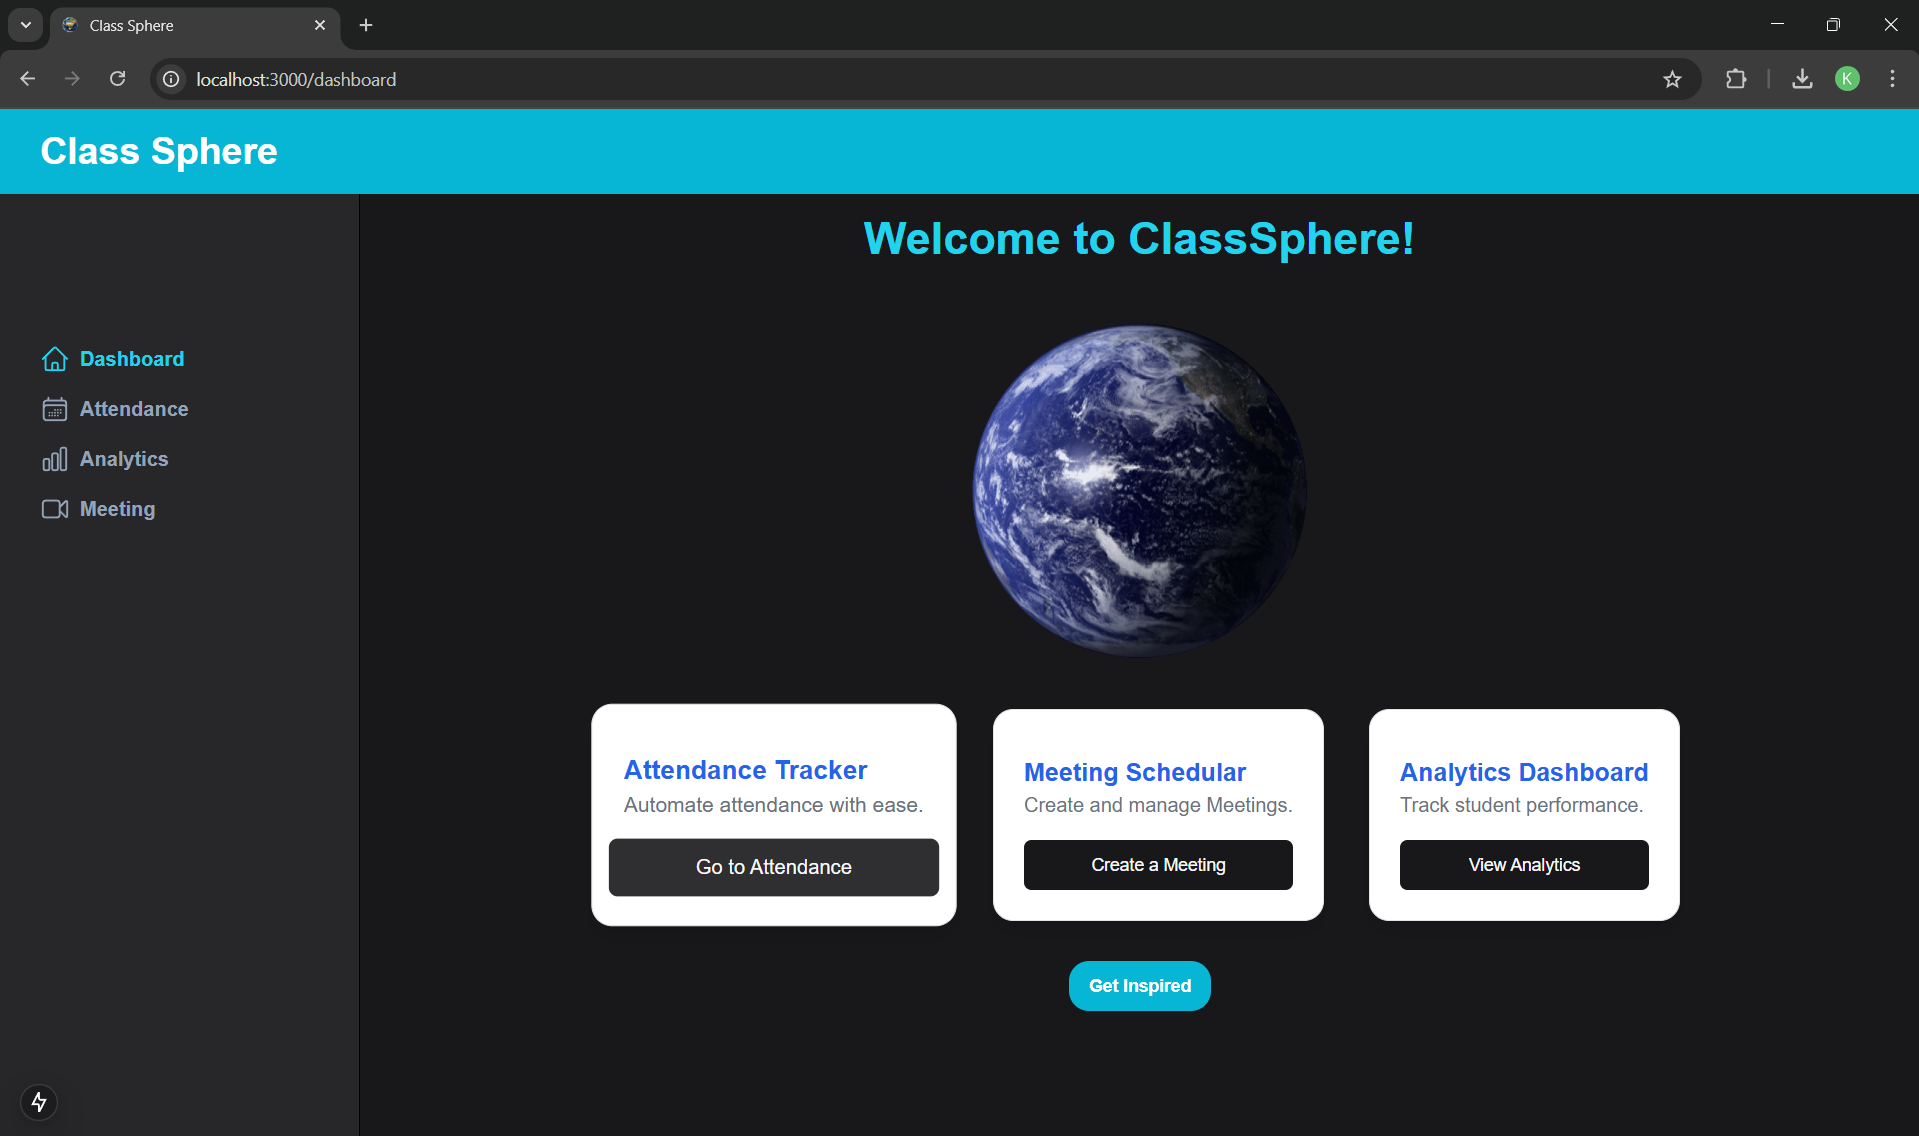 Class Sphere
localhost:3000/dashboard
K
Class Sphere
Dashboard
Attendance
Analytics
Meeting
Welcome to ClassSphere!
Attendance Tracker
Automate attendance with ease.
Go to Attendance
Meeting Schedular
Create and manage Meetings.
Create a Meeting
Analytics Dashboard
Track student performance.
View Analytics
Get Inspired